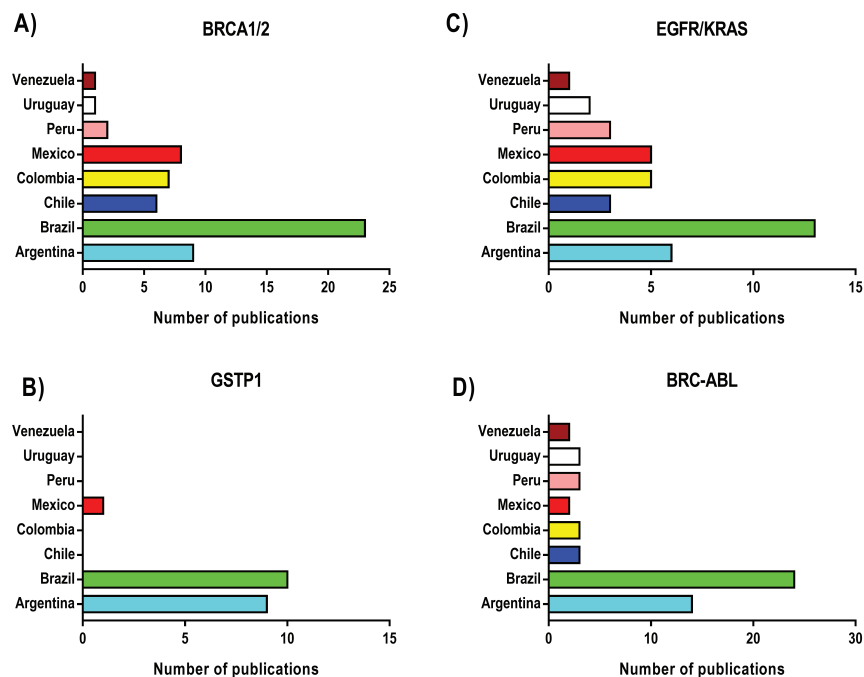 A)
BRCA1/2
Venezuela
Uruguay
Peru
Mexico
Colombia
Chile
Brazil
Argentina
0 5 10 15 20 25
Number of publications
C)
EGFR/KRAS
Venezuela
Uruguay
Peru
Mexico
Colombia
Chile
Brazil
Argentina
0 5 10 15
Number of publications
B)
GSTP1
Venezuela
Uruguay
Peru
Mexico
Colombia
Chile
Brazil
Argentina
0 5 10 15
Number of publications
D)
BRC-ABL
Venezuela
Uruguay
Peru
Mexico
Colombia
Chile
Brazil
Argentina
0 10 20 30
Number of publications